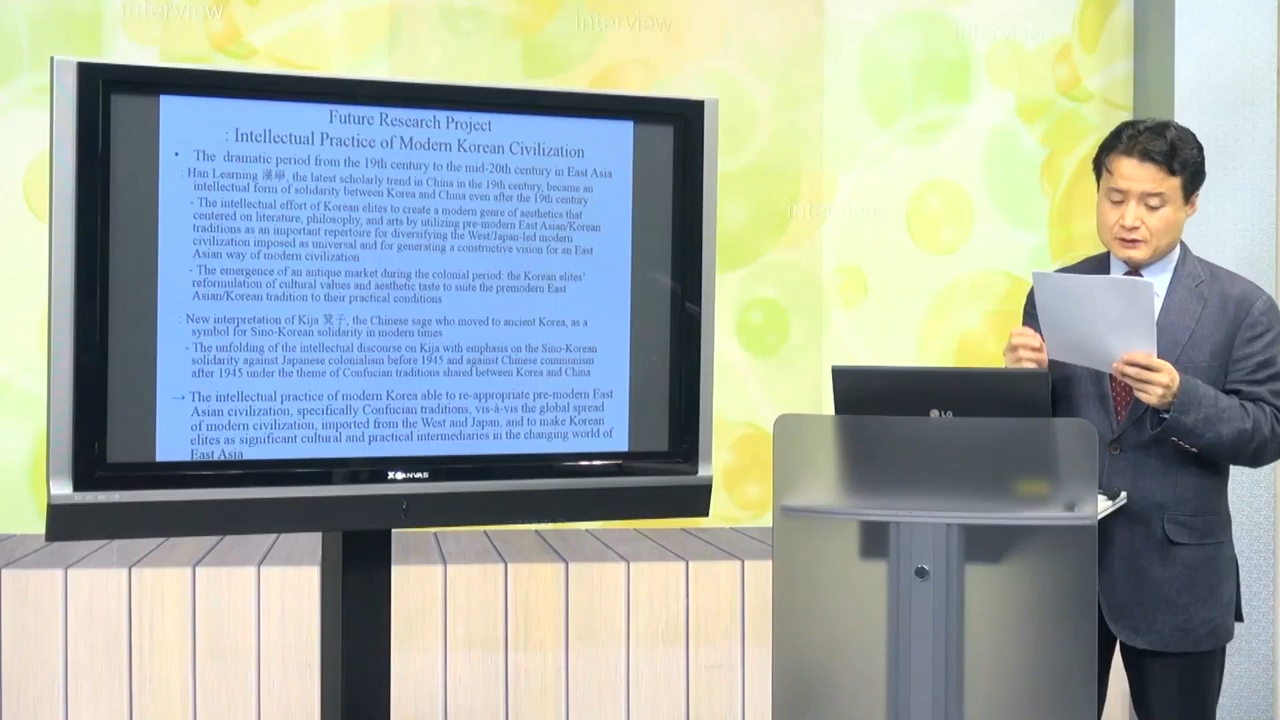 interview
interview
interview
interview
Future Research Project
: Intellectual Practice of Modern Korean Civilization
• The dramatic period from the 19th century to the mid-20th century in East Asia
: Han Learning 漢學, the latest scholarly trend in China in the 19th century, became an
intellectual form of solidarity between Korea and China even after the 19th century
- The intellectual effort of Korean elites to create a modern genre of aesthetics that
centered on literature, philosophy, and arts by utilizing pre-modern East Asian/Korean
traditions as an important repertoire for diversifying the West/Japan-led modern
civilization imposed as universal and for generating a constructive vision for an East
Asian way of modern civilization
- The emergence of an antique market during the colonial period: the Korean elites'
reformulation of cultural values and aesthetic taste to suite the premodern East
Asian/Korean tradition to their practical conditions
: New interpretation of Kija 箕子, the Chinese sage who moved to ancient Korea, as a
symbol for Sino-Korean solidarity in modern times
- The unfolding of the intellectual discourse on Kija with emphasis on the Sino-Korean
solidarity against Japanese colonialism before 1945 and against Chinese communism
after 1945 under the theme of Confucian traditions shared between Korea and China
→ The intellectual practice of modern Korea able to re-appropriate pre-modern East
Asian civilization, specifically Confucian traditions, vis-à-vis the global spread
of modern civilization, imported from the West and Japan, and to make Korean
elites as significant cultural and practical intermediaries in the changing world of
East Asia
XCANVAS
LG